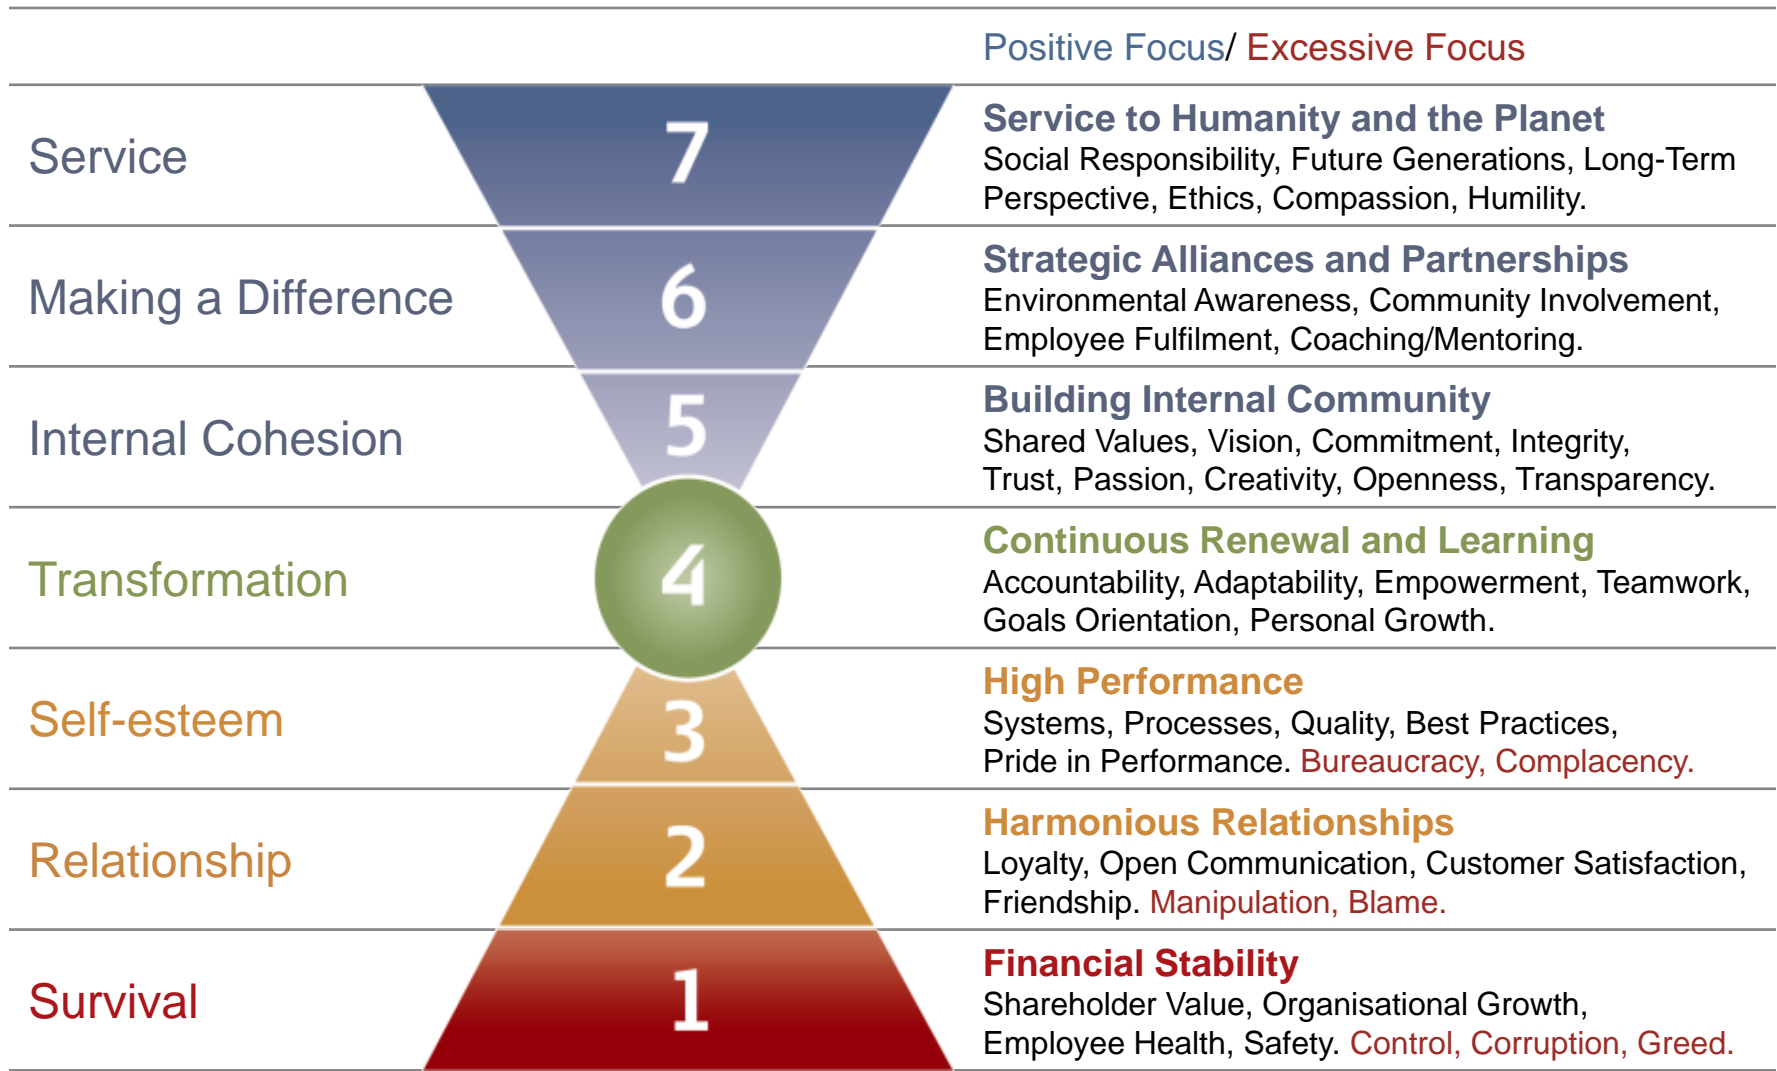 Positive Focus/ Excessive Focus
Service
7
Service to Humanity and the Planet
Social Responsibility, Future Generations, Long-Term
Perspective, Ethics, Compassion, Humility.
Making a Difference
6
Strategic Alliances and Partnerships
Environmental Awareness, Community Involvement,
Employee Fulfilment, Coaching/Mentoring.
Internal Cohesion
5
Building Internal Community
Shared Values, Vision, Commitment, Integrity,
Trust, Passion, Creativity, Openness, Transparency.
Transformation
4
Continuous Renewal and Learning
Accountability, Adaptability, Empowerment, Teamwork,
Goals Orientation, Personal Growth.
Self-esteem
3
High Performance
Systems, Processes, Quality, Best Practices,
Pride in Performance. Bureaucracy, Complacency.
Relationship
2
Harmonious Relationships
Loyalty, Open Communication, Customer Satisfaction,
Friendship. Manipulation, Blame.
Survival
1
Financial Stability
Shareholder Value, Organisational Growth,
Employee Health, Safety. Control, Corruption, Greed.